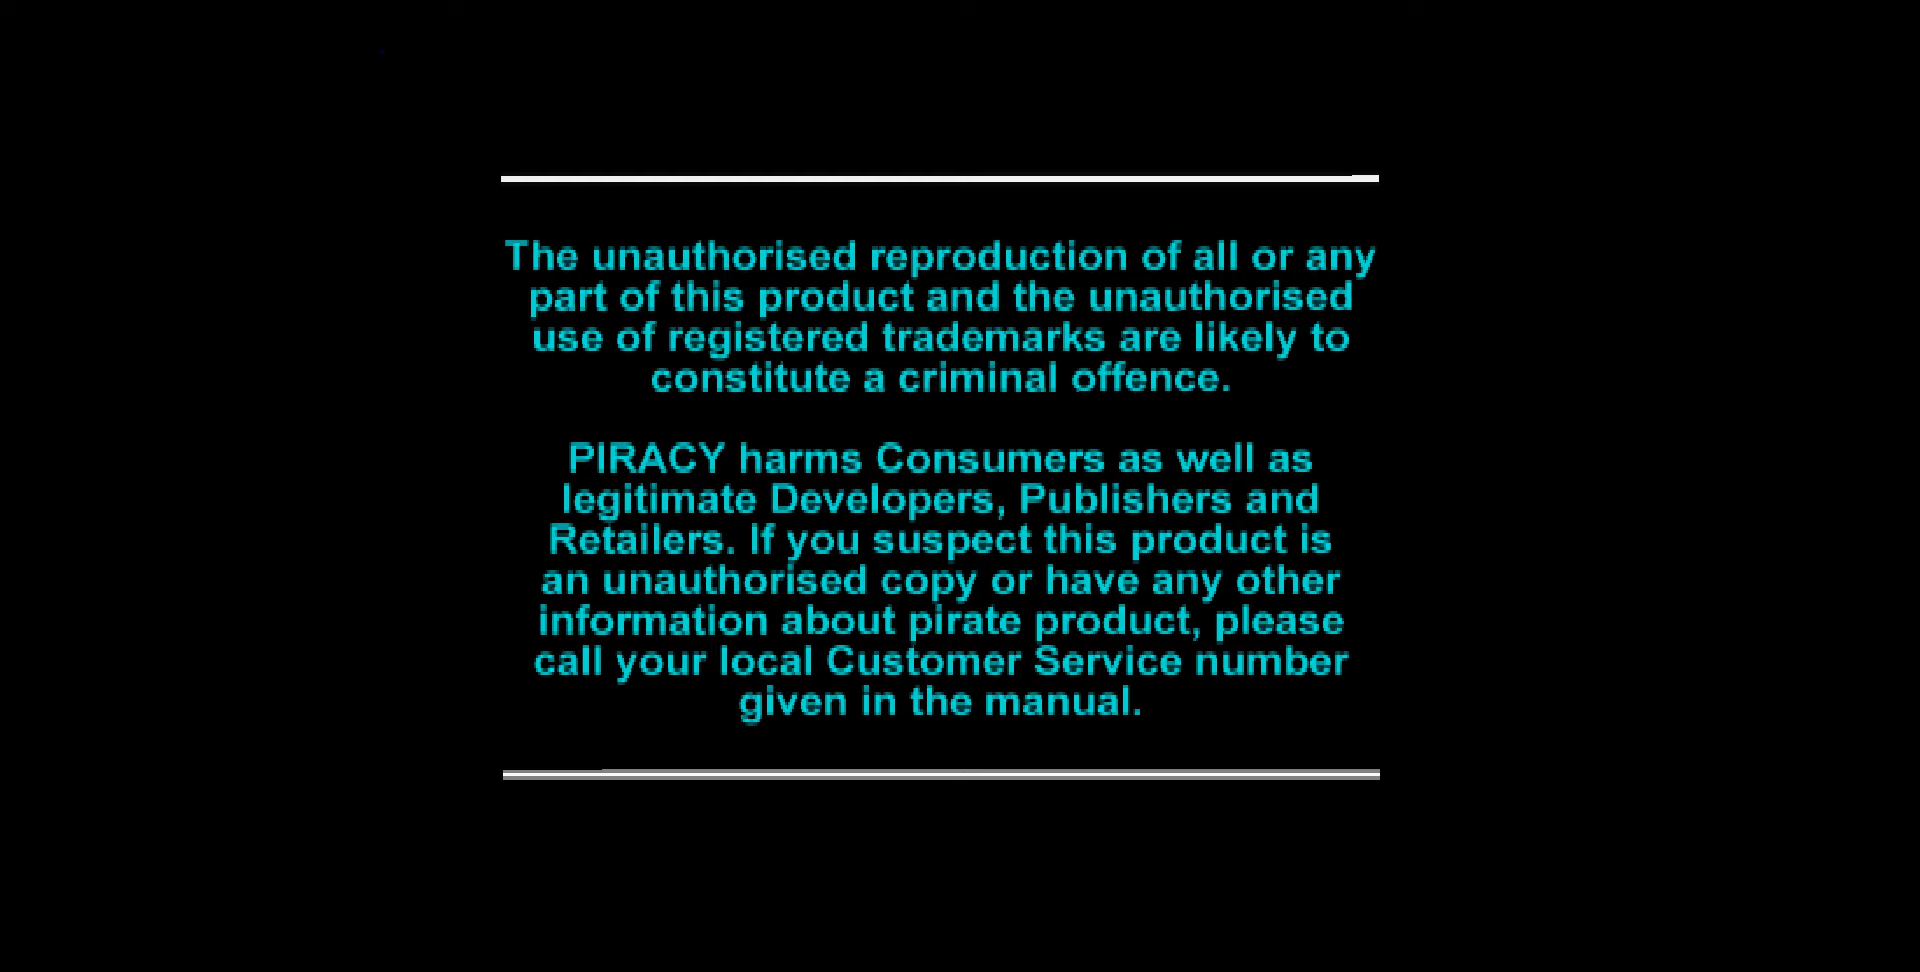 The unauthorised reproduction of all or any
part of this product and the unauthorised
use of registered trademarks are likely to
constitute a criminal offence.
PIRACY harms Consumers as well as
legitimate Developers, Publishers and
Retailers. If you suspect this product is
an unauthorised copy or have any other
information about pirate product, please
call your local Customer Service number
given in the manual.